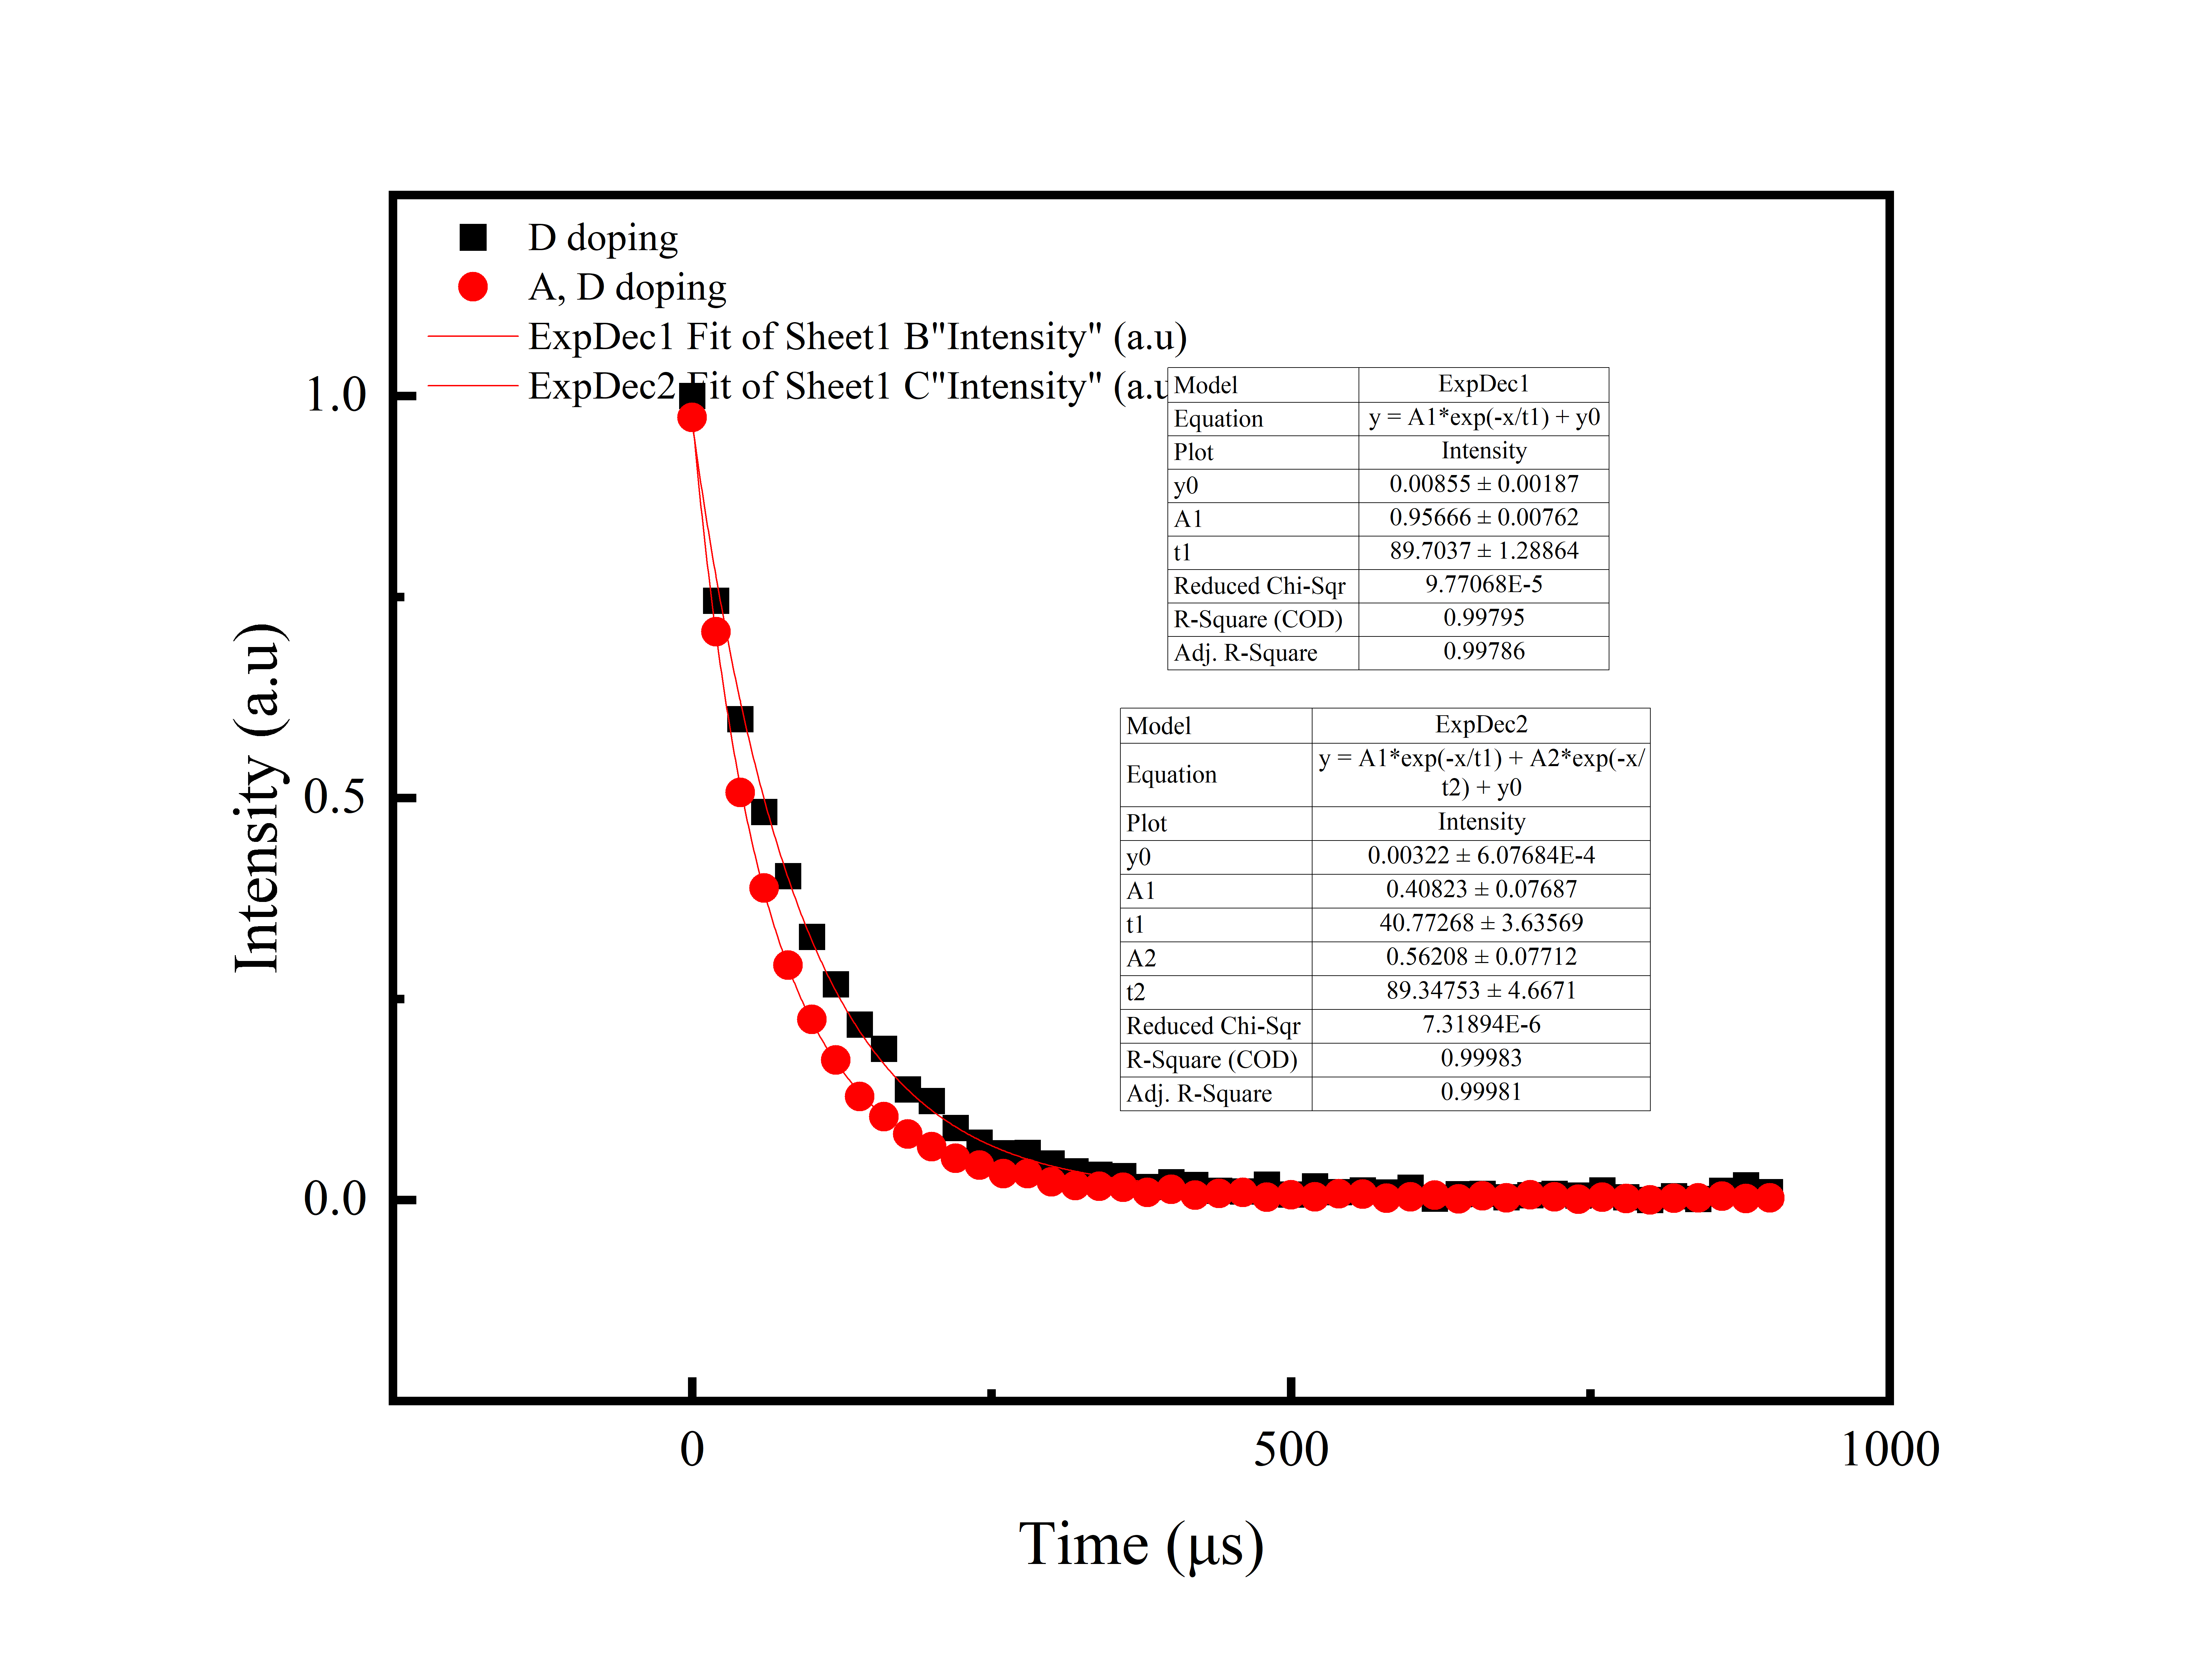 D doping
A, D doping
ExpDec1 Fit of Sheet1 B"Intensity" (a.u)
ExpDec2 Fit of Sheet1 C"Intensity" (a.u
1.0
0.5
0.0
Intensity (a.u)
Model ExpDec1
Equation y = A1*exp(-x/t1) + y0
Plot Intensity
y0 0.00855 ± 0.00187
A1 0.95666 ± 0.00762
t1 89.7037 ± 1.28864
Reduced Chi-Sqr 9.77068E-5
R-Square (COD) 0.99795
Adj. R-Square 0.99786
Model ExpDec2
Equation y = A1*exp(-x/t1) + A2*exp(-x/
t2) + y0
Plot Intensity
y0 0.00322 ± 6.07684E-4
A1 0.40823 ± 0.07687
t1 40.77268 ± 3.63569
A2 0.56208 ± 0.07712
t2 89.34753 ± 4.6671
Reduced Chi-Sqr 7.31894E-6
R-Square (COD) 0.99983
Adj. R-Square 0.99981
0 500 1000
Time (μs)